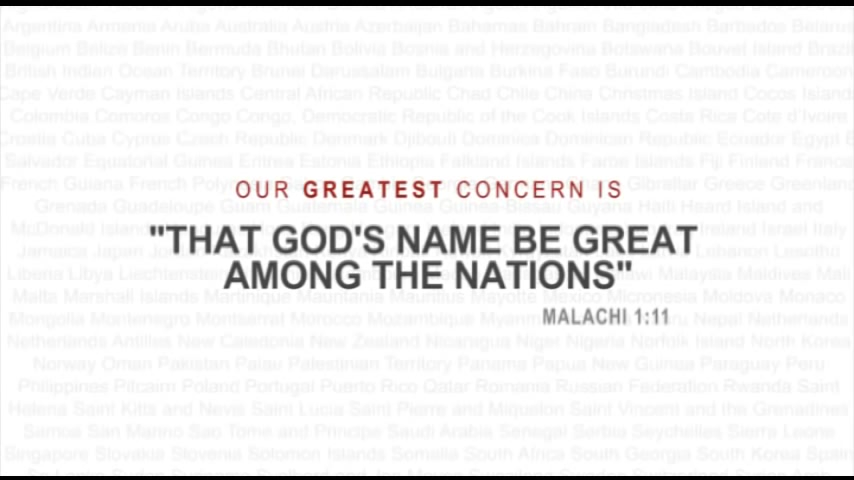 Argentina Armenia Aruba Australia Austria Azerbaijan Bahamas Bahrain Bangladesh Barbados Belarus
Belgium Belize Benin Bermuda Bhutan Bolivia Bosnia and Herzegovina Botswana Bouvet Island Brazil
British Indian Ocean Territory Brunei Darussalam Bulgaria Burkina Faso Burundi Cambodia Cameroon
Cape Verde Cayman Islands Central African Republic Chad Chile China Christmas Island Cocos Island
Colombia Comoros Congo Congo, Democratic Republic of the Cook Islands Costa Rica Cote d'Ivoire
Croatia Cuba Cyprus Czech Republic Denmark Djibouti Dominica Dominican Republic Ecuador Egypt
Salvador Equatorial Guinea Eritrea Estonia Ethiopia Falkland Islands Faroe Islands Fiji Finland France
French Guiana French Gibraltar Greece Greenland
OUR GREATEST CONCERN IS
Grenada Guadeloupe Guam Guatemala Guinea Guinea-Bissau Guyana Haiti Heard Island and
McDonald Ireland Israel Italy
"THAT GOD'S NAME BE GREAT
Jamaica Japan Lebanon Lesotho
AMONG THE NATIONS"
Liberia Libya Malaysia Maldives Mali
Malta Marshall Islands Martinique Mauritania Mauritius Mayotte Mexico Micronesia Moldova Monaco
MALACHI 1:11
Mongolia Montenegro Montserrat Morocco Mozambique Nepal Netherlands
Netherlands Antilles New Caledonia New Zealand Nicaragua Niger Nigeria Norfolk Island North Korea
Norway Oman Pakistan Palau Palestinian Territory Panama Papua New Guinea Paraguay Peru
Philippines Pitcairn Poland Portugal Puerto Rico Qatar Romania Russian Federation Rwanda Saint
Helena Saint Kitts and Nevis Saint Lucia Saint Pierre and Miquelon Saint Vincent and the Grenadines
Samoa San Marino Sao Tome and Principe Saudi Arabia Senegal Serbia Seychelles Sierra Leone
Singapore Slovakia Slovenia Solomon Islands Somalia South Africa South Georgia South Korea Spain